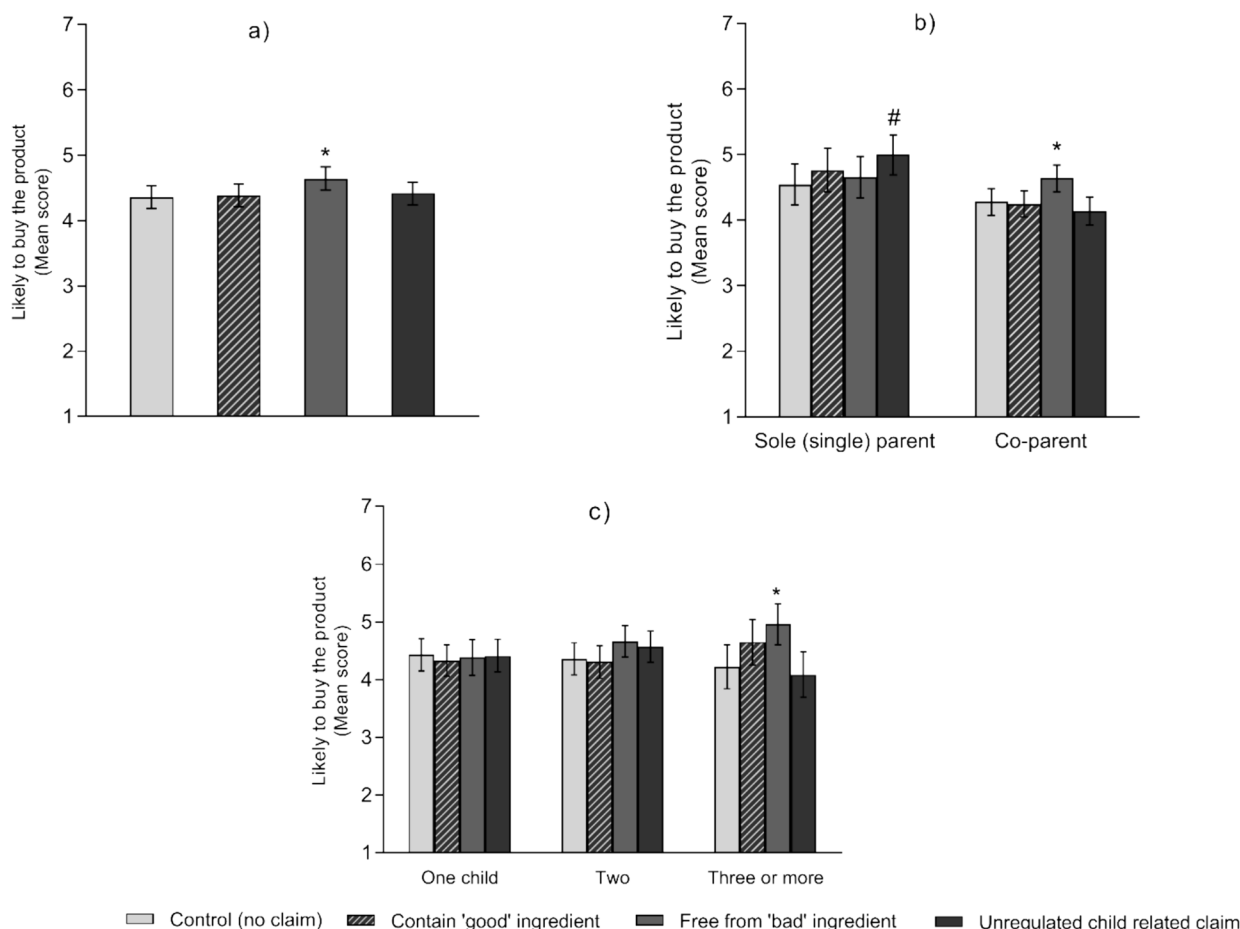 a)
7
6
5
4
3
2
1
Likely to buy the product
(Mean score)
*
b)
7
6
5
4
3
2
1
Likely to buy the product
(Mean score)
#
*
Sole (single) parent
Co-parent
c)
7
6
5
4
3
2
1
Likely to buy the product
(Mean score)
*
One child
Two
Three or more
Control (no claim)
Contain 'good' ingredient
Free from 'bad' ingredient
Unregulated child related claim